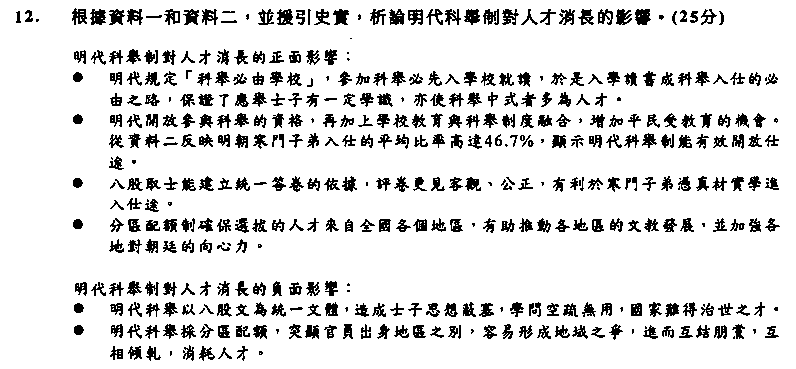 12. 根據資料一和資料二，並援引史實，析論明代科舉制對人才消長的影響。(25分)
明代科舉制對人才消長的正面影響：
● 明代規定「科舉必由學校」，參加科舉必先入學校就讀，於是入學讀書成科舉入仕的必
由之路，保證了應舉士子有一定學識，亦使科舉中式者多為人才。
● 明代開放參與科舉的資格，再加上學校教育與科舉制度融合，增加平民受教育的機會。
從資料二反映明朝寒門子弟入仕的平均比率高達46.7%，顯示明代科舉制能有效開放仕
途。
● 八股取士能建立統一答卷的依據，評卷更見客觀、公正，有利於寒門子弟憑真材實學進
入仕途。
● 分區配額制確保選拔的人才來自全國各個地區，有助推動各地區的文教發展，並加強各
地對朝廷的向心力。
明代科舉制對人才消長的負面影響：
● 明代科舉以八股文為統一文體，造成士子思想蔽塞，學問空疏無用，國家難得治世之才。
● 明代科舉採分區配額，突顯官員出身地區之別，容易形成地域之爭，進而互結朋黨，互
相傾軋，消耗人才。